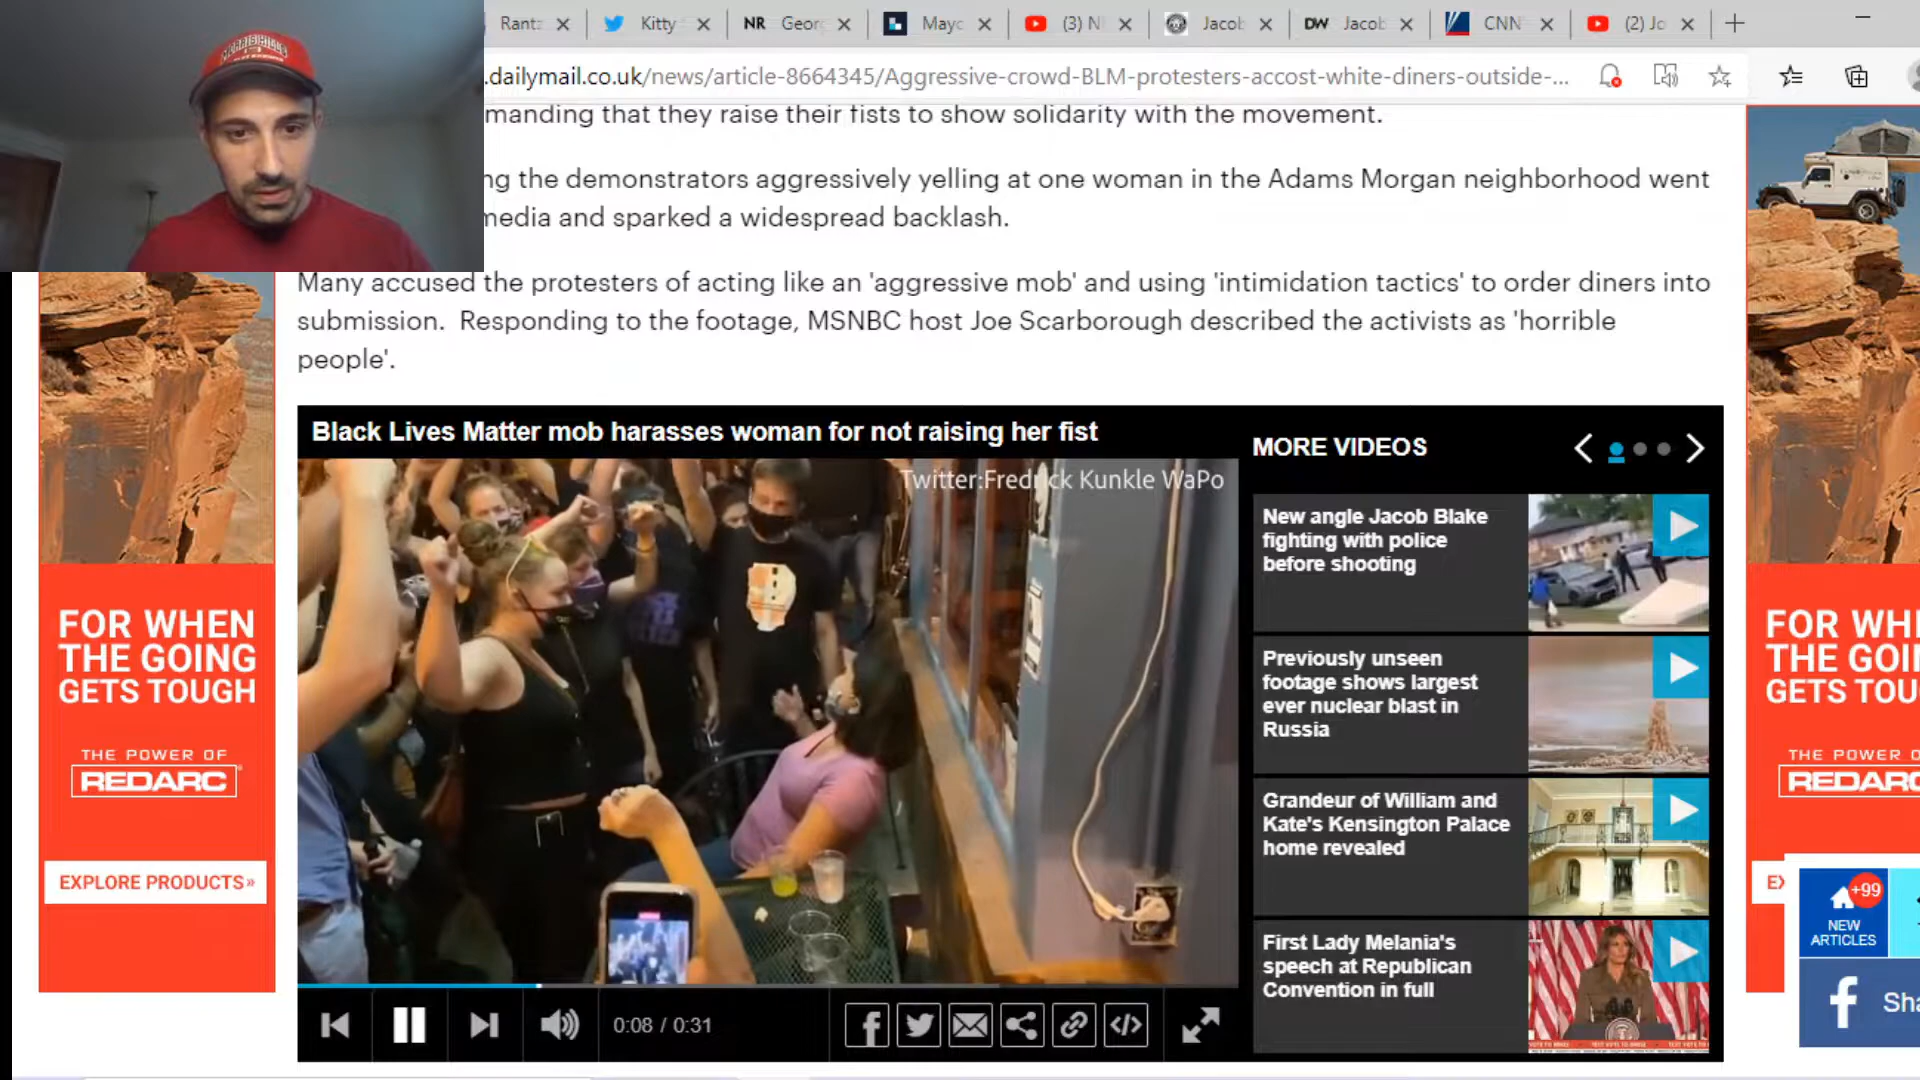 Rant
Kitty
NR Geor
Mayo
(3) N
Jacob
DW Jacob
CNN
(2) Jo
.dailymail.co.uk/news/article-8664345/Aggressive-crowd-BLM-protesters-accost-white-diners-outside-...
manding that they raise their fists to show solidarity with the movement.
ng the demonstrators aggressively yelling at one woman in the Adams Morgan neighborhood went
media and sparked a widespread backlash.
Many accused the protesters of acting like an 'aggressive mob' and using 'intimidation tactics' to order diners into
submission. Responding to the footage, MSNBC host Joe Scarborough described the activists as 'horrible
people'.
Black Lives Matter mob harasses woman for not raising her fist
Twitter:Fredrick Kunkle WaPo
0:08 / 0:31
MORE VIDEOS
New angle Jacob Blake
fighting with police
before shooting
Previously unseen
footage shows largest
ever nuclear blast in
Russia
Grandeur of William and
Kate's Kensington Palace
home revealed
First Lady Melania's
speech at Republican
Convention in full
FOR WHEN
THE GOING
GETS TOUGH
THE POWER OF
REDARC
EXPLORE PRODUCTS»
FOR WHE
THE GOI
GETS TOU
THE POWER OF
REDARC
EX
+99
NEW
ARTICLES
f Sha